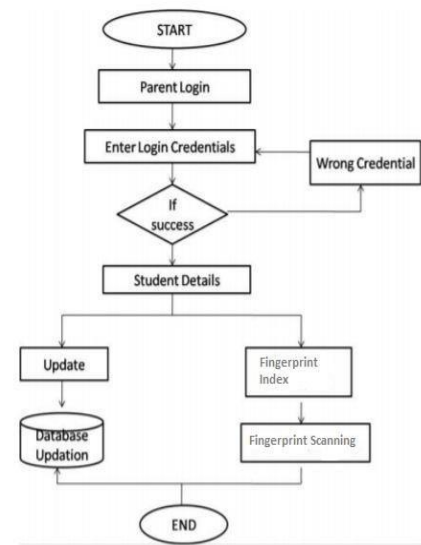 START
Parent Login
Enter Login Credentials
Wrong Credential
If
success
Student Details
Update
Fingerprint
Index
Database
Updation
Fingerprint Scanning
END